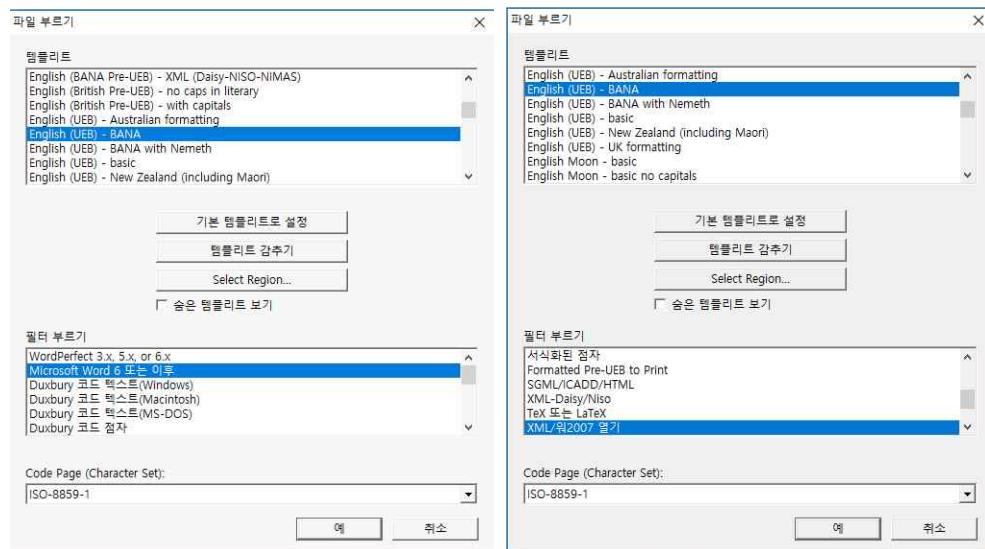 파일 부르기
템플리트
English (BANA Pre-UEB) - XML (Daisy-NISO-NIMAS)
English (British Pre-UEB) - no caps in literary
English (British Pre-UEB) - with capitals
English (UEB) - Australian formatting
English (UEB) - BANA
English (UEB) - BANA with Nemeth
English (UEB) - basic
English (UEB) - New Zealand (including Maori)
기본 템플리트로 설정
템플리트 감추기
Select Region...
숨은 템플리트 보기
필터 부르기
WordPerfect 3.x, 5.x, or 6.x
Microsoft Word 6 또는 이후
Duxbury 코드 텍스트(Windows)
Duxbury 코드 텍스트(Macintosh)
Duxbury 코드 텍스트(MS-DOS)
Duxbury 코드 점자
Code Page (Character Set):
ISO-8859-1
예 취소
파일 부르기
템플리트
English (UEB) - Australian formatting
English (UEB) - BANA
English (UEB) - BANA with Nemeth
English (UEB) - basic
English (UEB) - New Zealand (including Maori)
English (UEB) - UK formatting
English Moon - basic
English Moon - basic no capitals
기본 템플리트로 설정
템플리트 감추기
Select Region...
숨은 템플리트 보기
필터 부르기
서식화된 점자
Formatted Pre-UEB to Print
SGML/ICADD/HTML
XML-Daisy/Niso
TeX 또는 LaTeX
XML/워2007 열기
Code Page (Character Set):
ISO-8859-1
예 취소